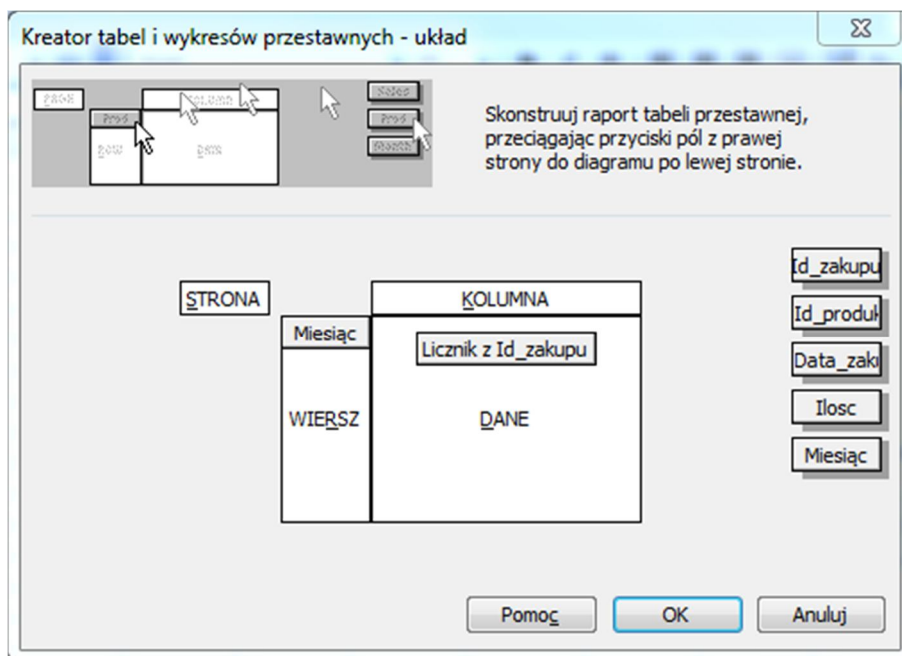 Kreator tabel i wykresów przestawnych - układ
Skonstruuj raport tabeli przestawnej,
przeciągając przyciski pól z prawej
strony do diagramu po lewej stronie.
STRONA
KOLUMNA
Miesiąc
Licznik z Id_zakupu
WIERSZ
DANE
Id_zakupu
Id_produk
Data_zaku
Ilosc
Miesiąc
Pomoc
OK
Anuluj